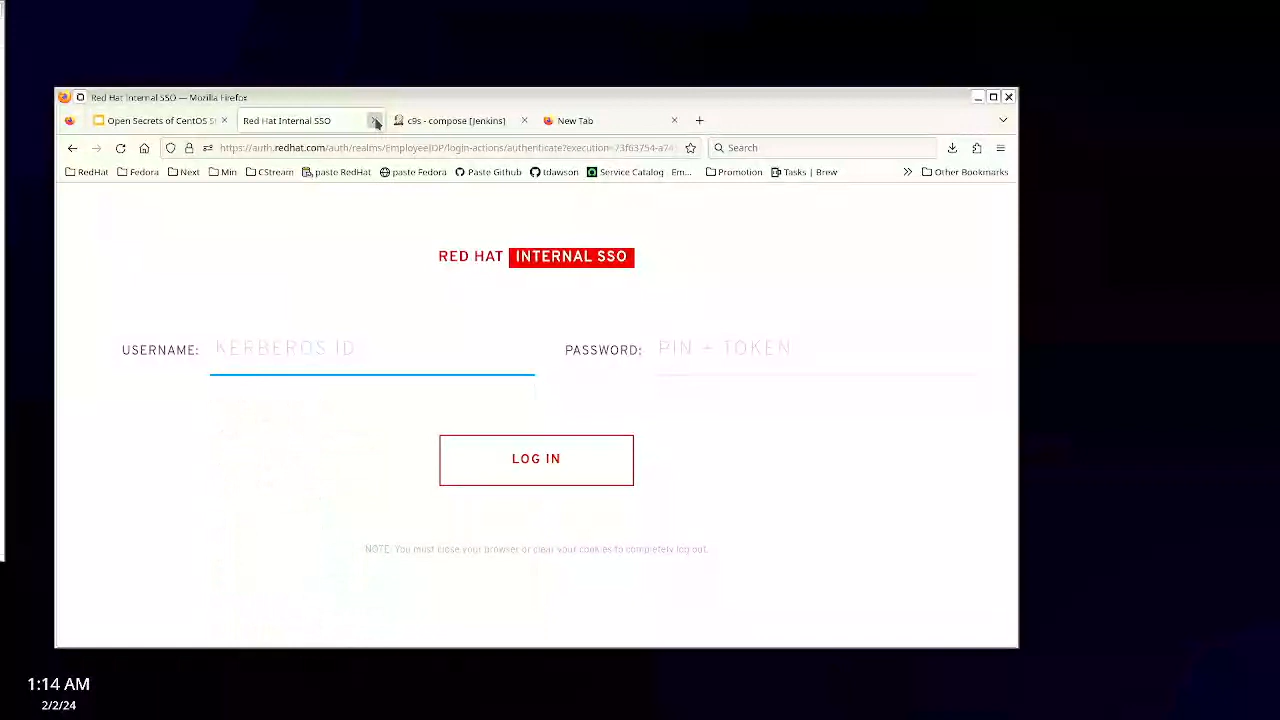 Red Hat Internal SSO — Mozilla Firefox
Open Secrets of CentOS St
Red Hat Internal SSO
c9s - compose [Jenkins]
New Tab
https://auth.redhat.com/auth/realms/EmployeeIDP/login-actions/authenticate?execution=73f63754-a74
Search
RedHat
Fedora
Next
Min
CStream
paste RedHat
paste Fedora
Paste Github
tdawson
Service Catalog - Em...
Promotion
Tasks | Brew
Other Bookmarks
RED HAT INTERNAL SSO
USERNAME: KERBEROS ID
PASSWORD: PIN + TOKEN
LOG IN
NOTE: You must close your browser or clear your cookies to completely log out.
1:14 AM
2/2/24